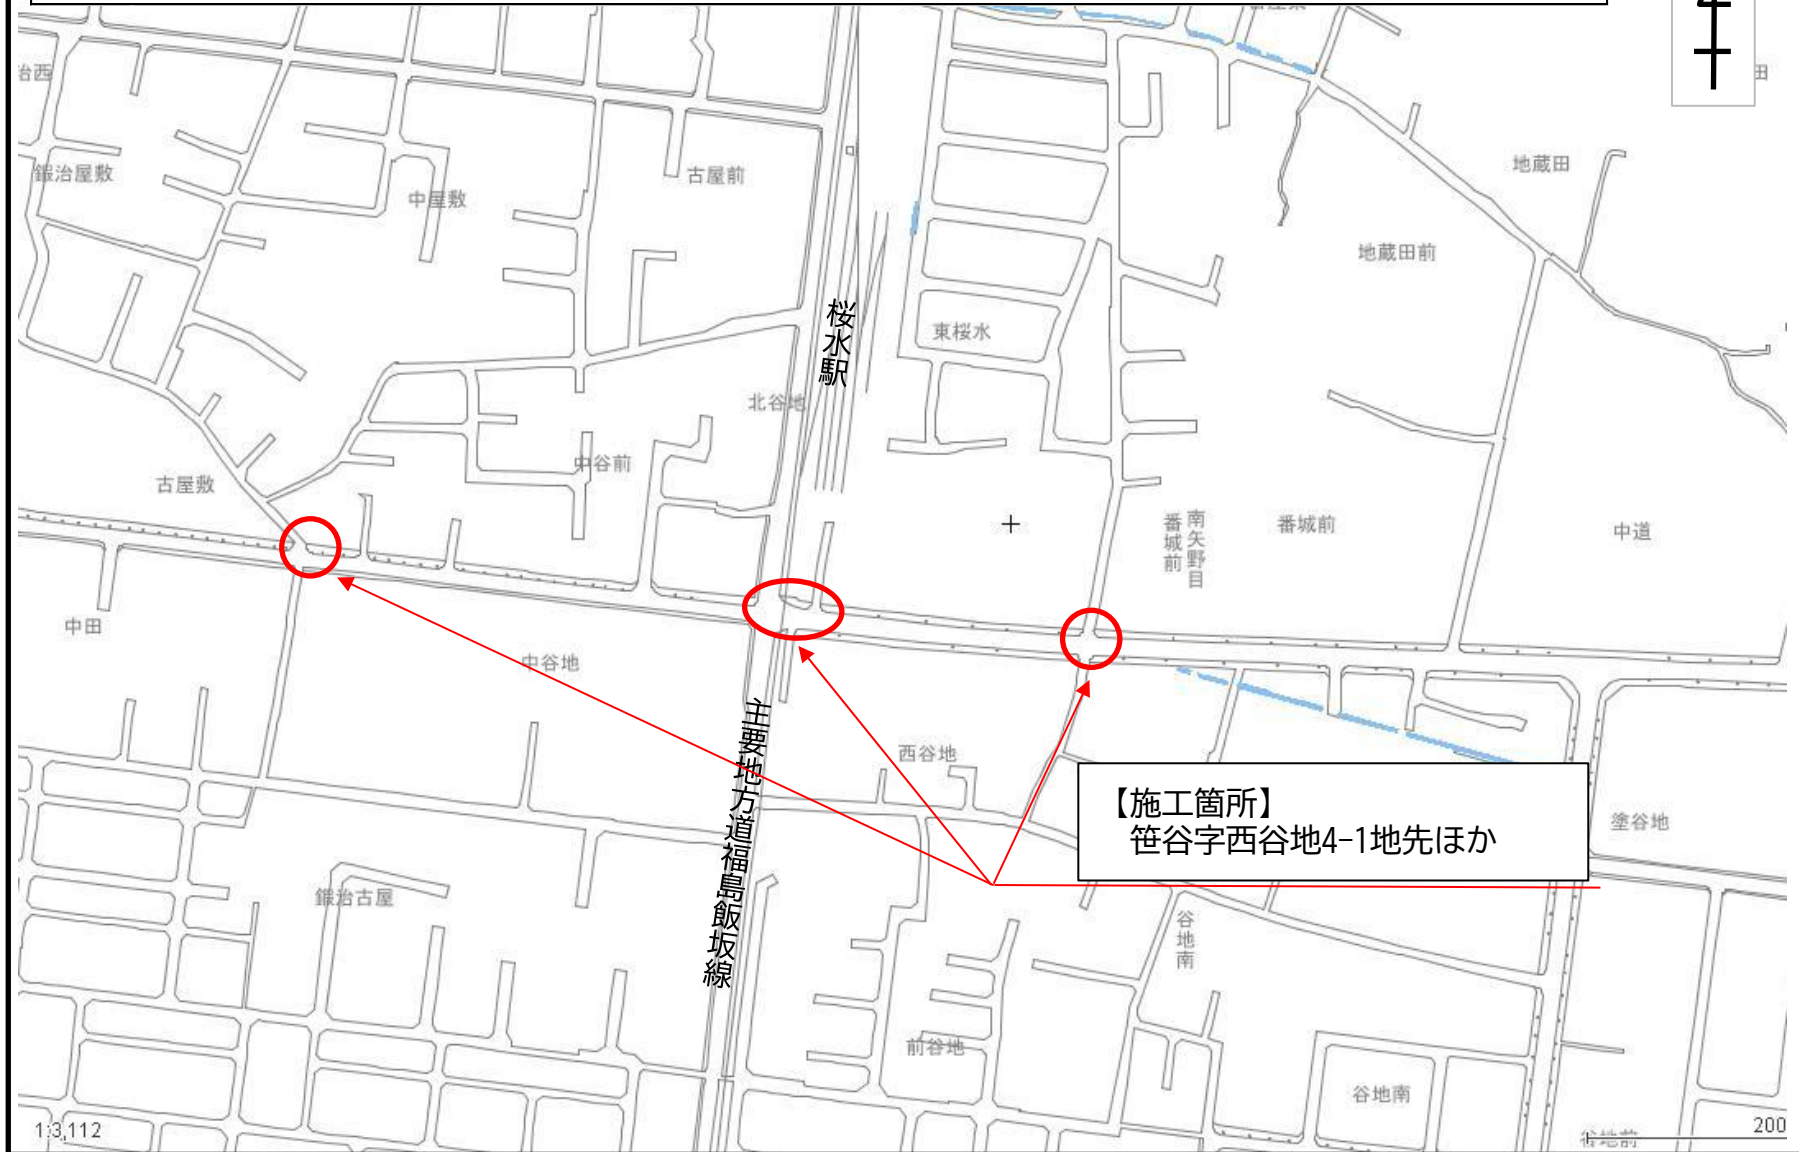 治西
田
鍛治屋敷
中屋敷
古屋前
地蔵田
地蔵田前
桜水駅
東桜水
北谷地
中谷前
古屋敷
南矢野目
番城前
番城前
中道
中田
中谷地
主要地方道福島飯坂線
西谷地
【施工箇所】
笹谷字西谷地4-1地先ほか
塗谷地
鍛治古屋
谷地南
前谷地
谷地南
1:3,112
谷地前
200